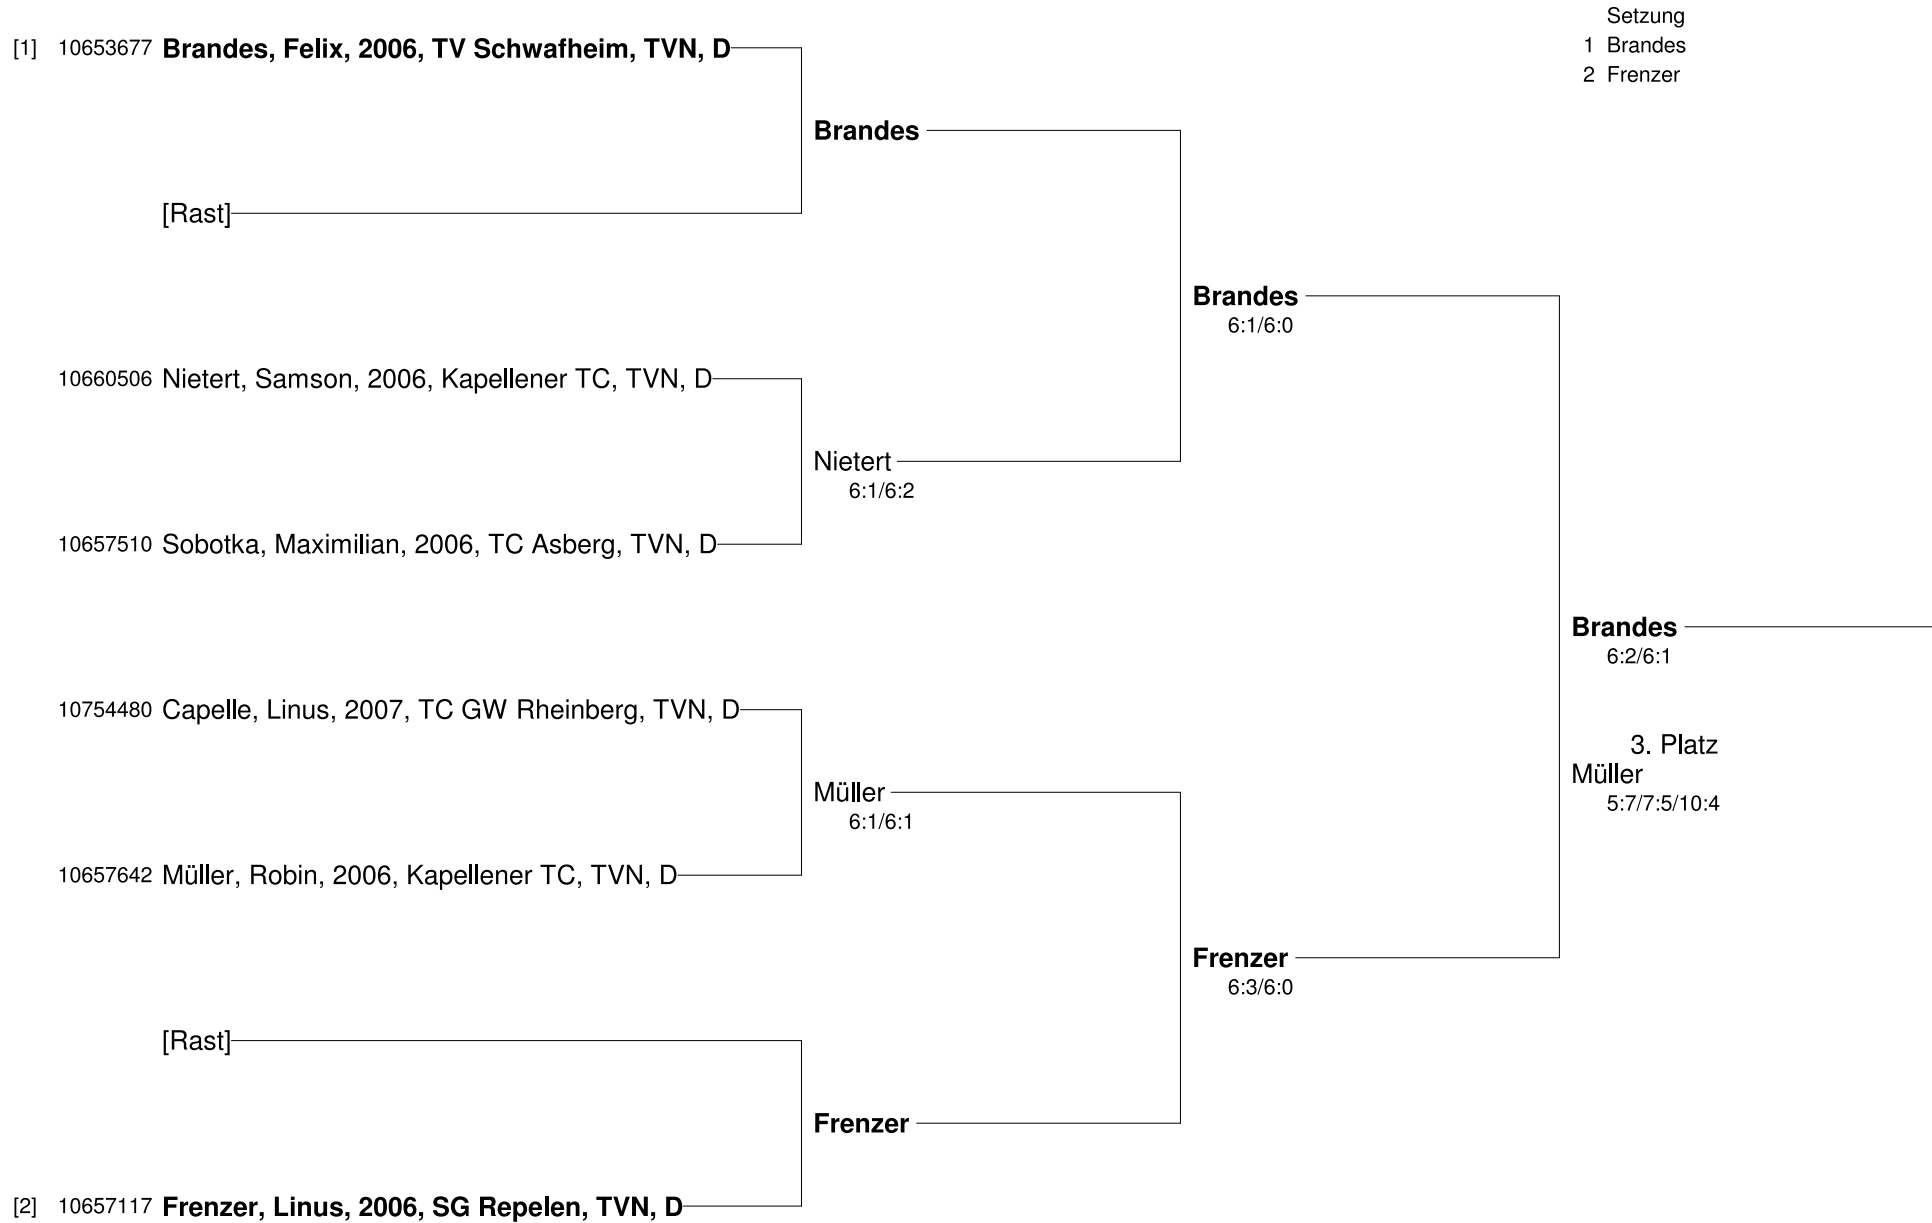 Setzung
1 Brandes
2 Frenzer
[1] 10653677 Brandes, Felix, 2006, TV Schwafheim, TVN, D
Brandes
[Rast]
Brandes
6:1/6:0
10660506 Nietert, Samson, 2006, Kapellener TC, TVN, D
Nietert
6:1/6:2
10657510 Sobotka, Maximilian, 2006, TC Asberg, TVN, D
Brandes
6:2/6:1
10754480 Capelle, Linus, 2007, TC GW Rheinberg, TVN, D
3. Platz
Müller
5:7/7:5/10:4
Müller
6:1/6:1
10657642 Müller, Robin, 2006, Kapellener TC, TVN, D
Frenzer
6:3/6:0
[Rast]
Frenzer
[2] 10657117 Frenzer, Linus, 2006, SG Repelen, TVN, D